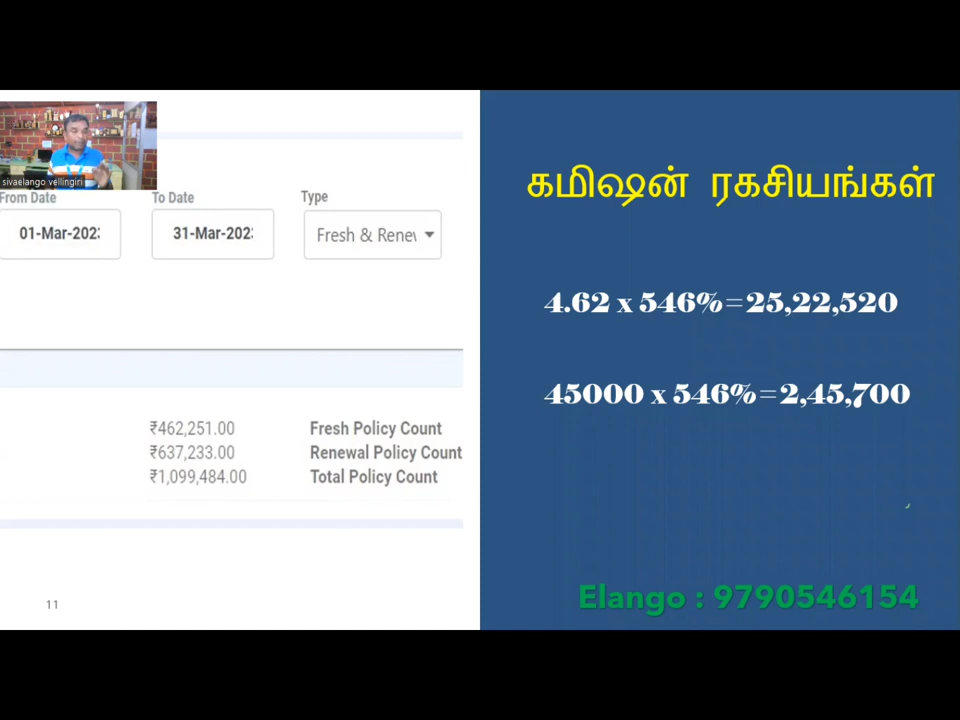 sivaelango vellingiri
From Date
To Date
Type
01-Mar-202
31-Mar-202
Fresh & Renew
₹462,251.00 Fresh Policy Count
₹637,233.00 Renewal Policy Count
₹1,099,484.00 Total Policy Count
11
கமிஷன் ரகசியங்கள்
4.62 x 546%=25,22,520
45000 x 546%=2,45,700
Elango : 9790546154